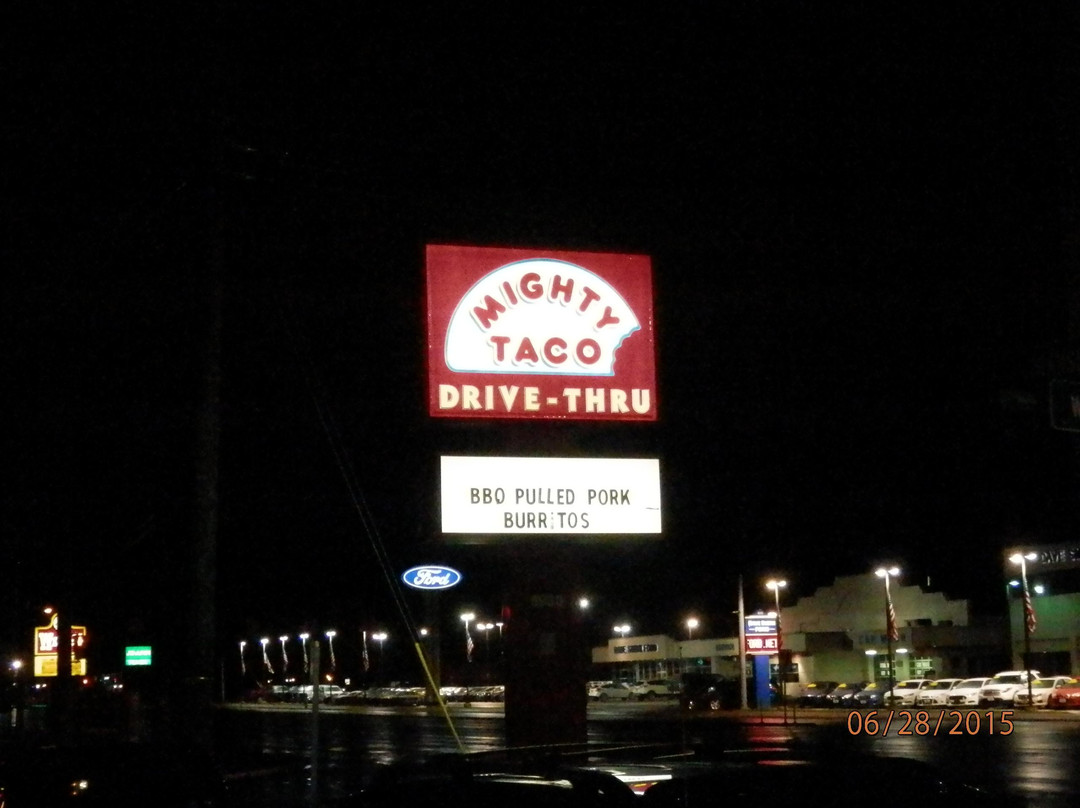 MIGHTY
TACO
DRIVE-THRU
BBQ PULLED PORK
BURRITOS
Ford
06/28/2015